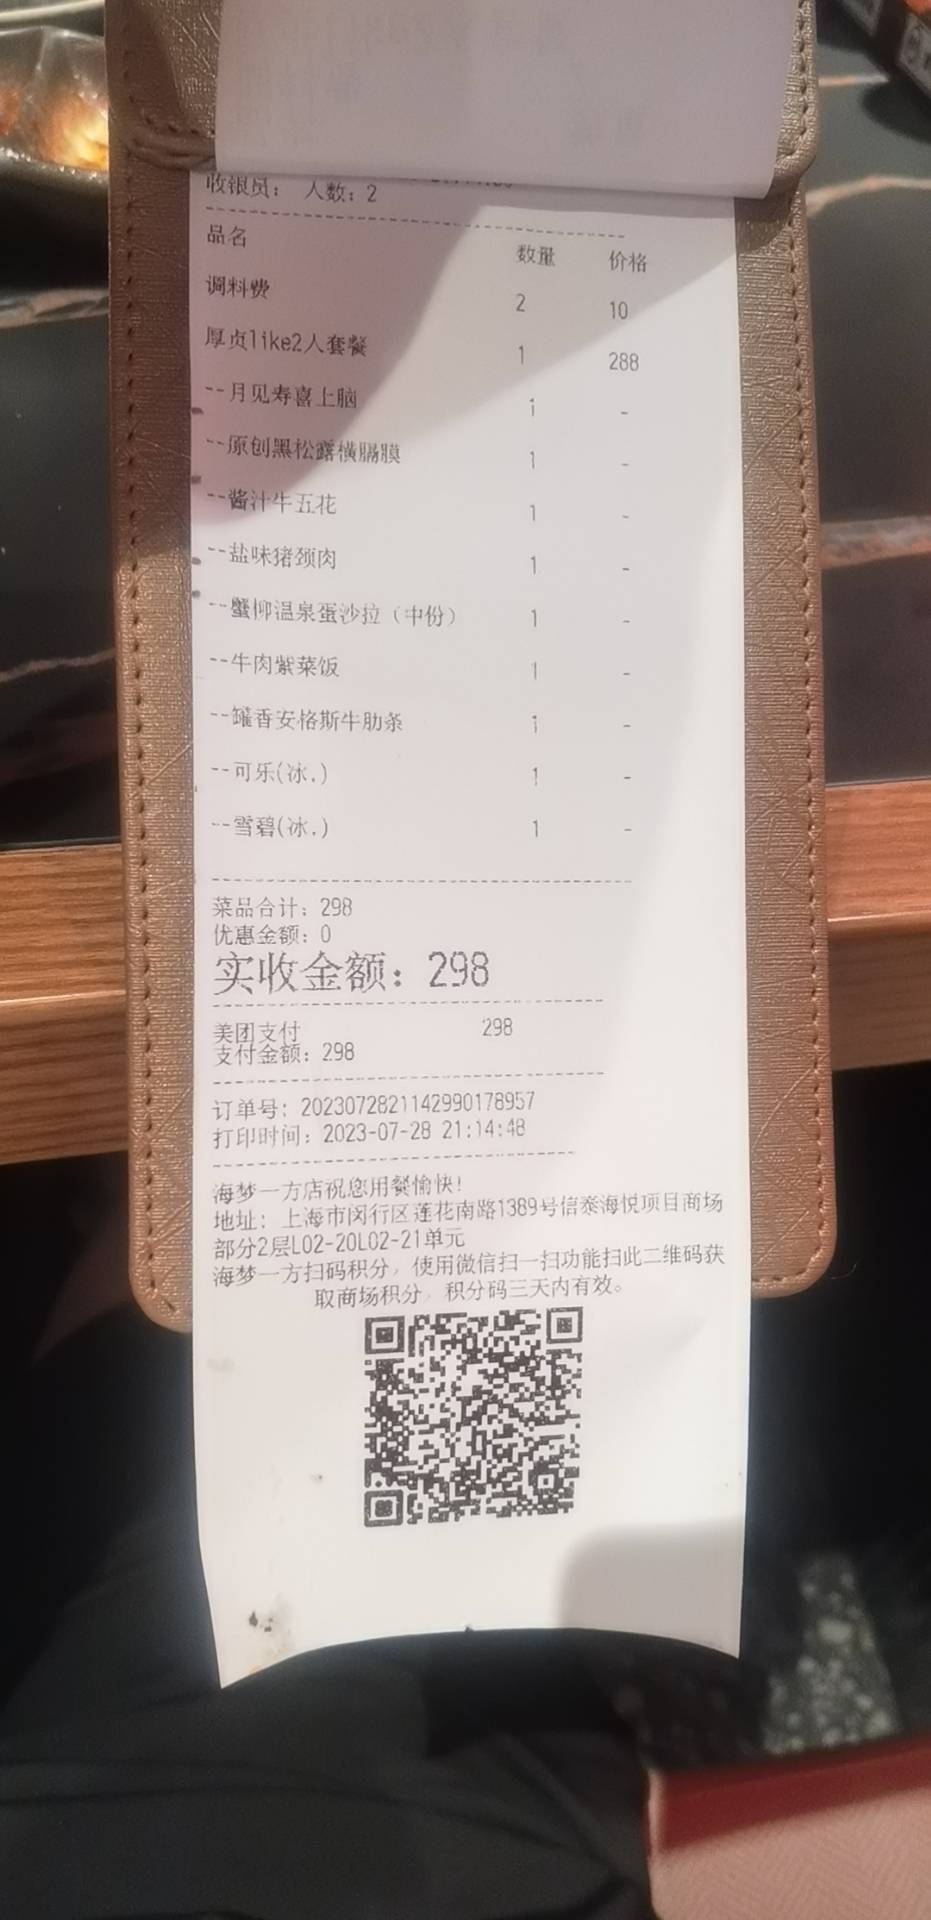 收银员： 人数：2
品名 数量 价格
调料费 2 10
厚贞like2人套餐 1 288
--月见寿喜上脑 1 -
--原创黑松露横膈膜 1 -
--酱汁牛五花 1 -
--盐味猪颈肉 1 -
--蟹柳温泉蛋沙拉（中份） 1 -
--牛肉紫菜饭 1 -
--罐香安格斯牛肋条 1 -
--可乐(冰.) 1 -
--雪碧(冰.) 1 -
菜品合计：298
优惠金额：0
实收金额：298
美团支付 298
支付金额：298
订单号：2023072821142990178957
打印时间：2023-07-28 21:14:48
海梦一方店祝您用餐愉快！
地址：上海市闵行区莲花南路1389号信泰海悦项目商场
部分2层L02-20L02-21单元
海梦一方扫码积分，使用微信扫一扫功能扫此二维码获
取商场积分，积分码三天内有效。